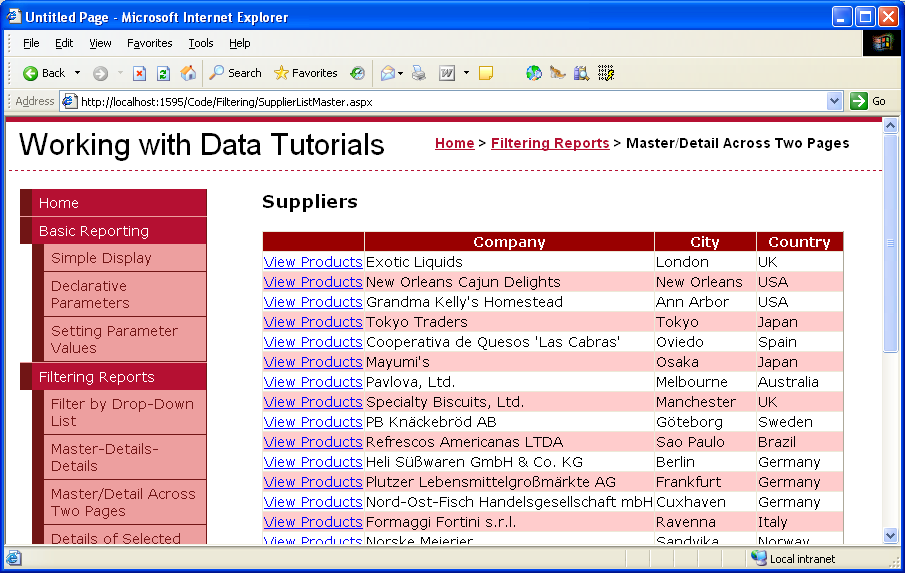 Untitled Page - Microsoft Internet Explorer
File Edit View Favorites Tools Help
Back Search Favorites
Address http://localhost:1595/Code/Filtering/SupplierListMaster.aspx Go
Working with Data Tutorials
Home > Filtering Reports > Master/Detail Across Two Pages
Home
Basic Reporting
Simple Display
Declarative
Parameters
Setting Parameter
Values
Filtering Reports
Filter by Drop-Down
List
Master-Details-
Details
Master/Detail Across
Two Pages
Details of Selected
Suppliers
Company City Country
View Products Exotic Liquids London UK
View Products New Orleans Cajun Delights New Orleans USA
View Products Grandma Kelly's Homestead Ann Arbor USA
View Products Tokyo Traders Tokyo Japan
View Products Cooperativa de Quesos 'Las Cabras' Oviedo Spain
View Products Mayumi's Osaka Japan
View Products Pavlova, Ltd. Melbourne Australia
View Products Specialty Biscuits, Ltd. Manchester UK
View Products PB Knäckebröd AB Göteborg Sweden
View Products Refrescos Americanas LTDA Sao Paulo Brazil
View Products Heli Süßwaren GmbH & Co. KG Berlin Germany
View Products Plutzer Lebensmittelgroßmärkte AG Frankfurt Germany
View Products Nord-Ost-Fisch Handelsgesellschaft mbH Cuxhaven Germany
View Products Formaggi Fortini s.r.l. Ravenna Italy
View Products Norske Meierier Sandvika Norway
Local intranet